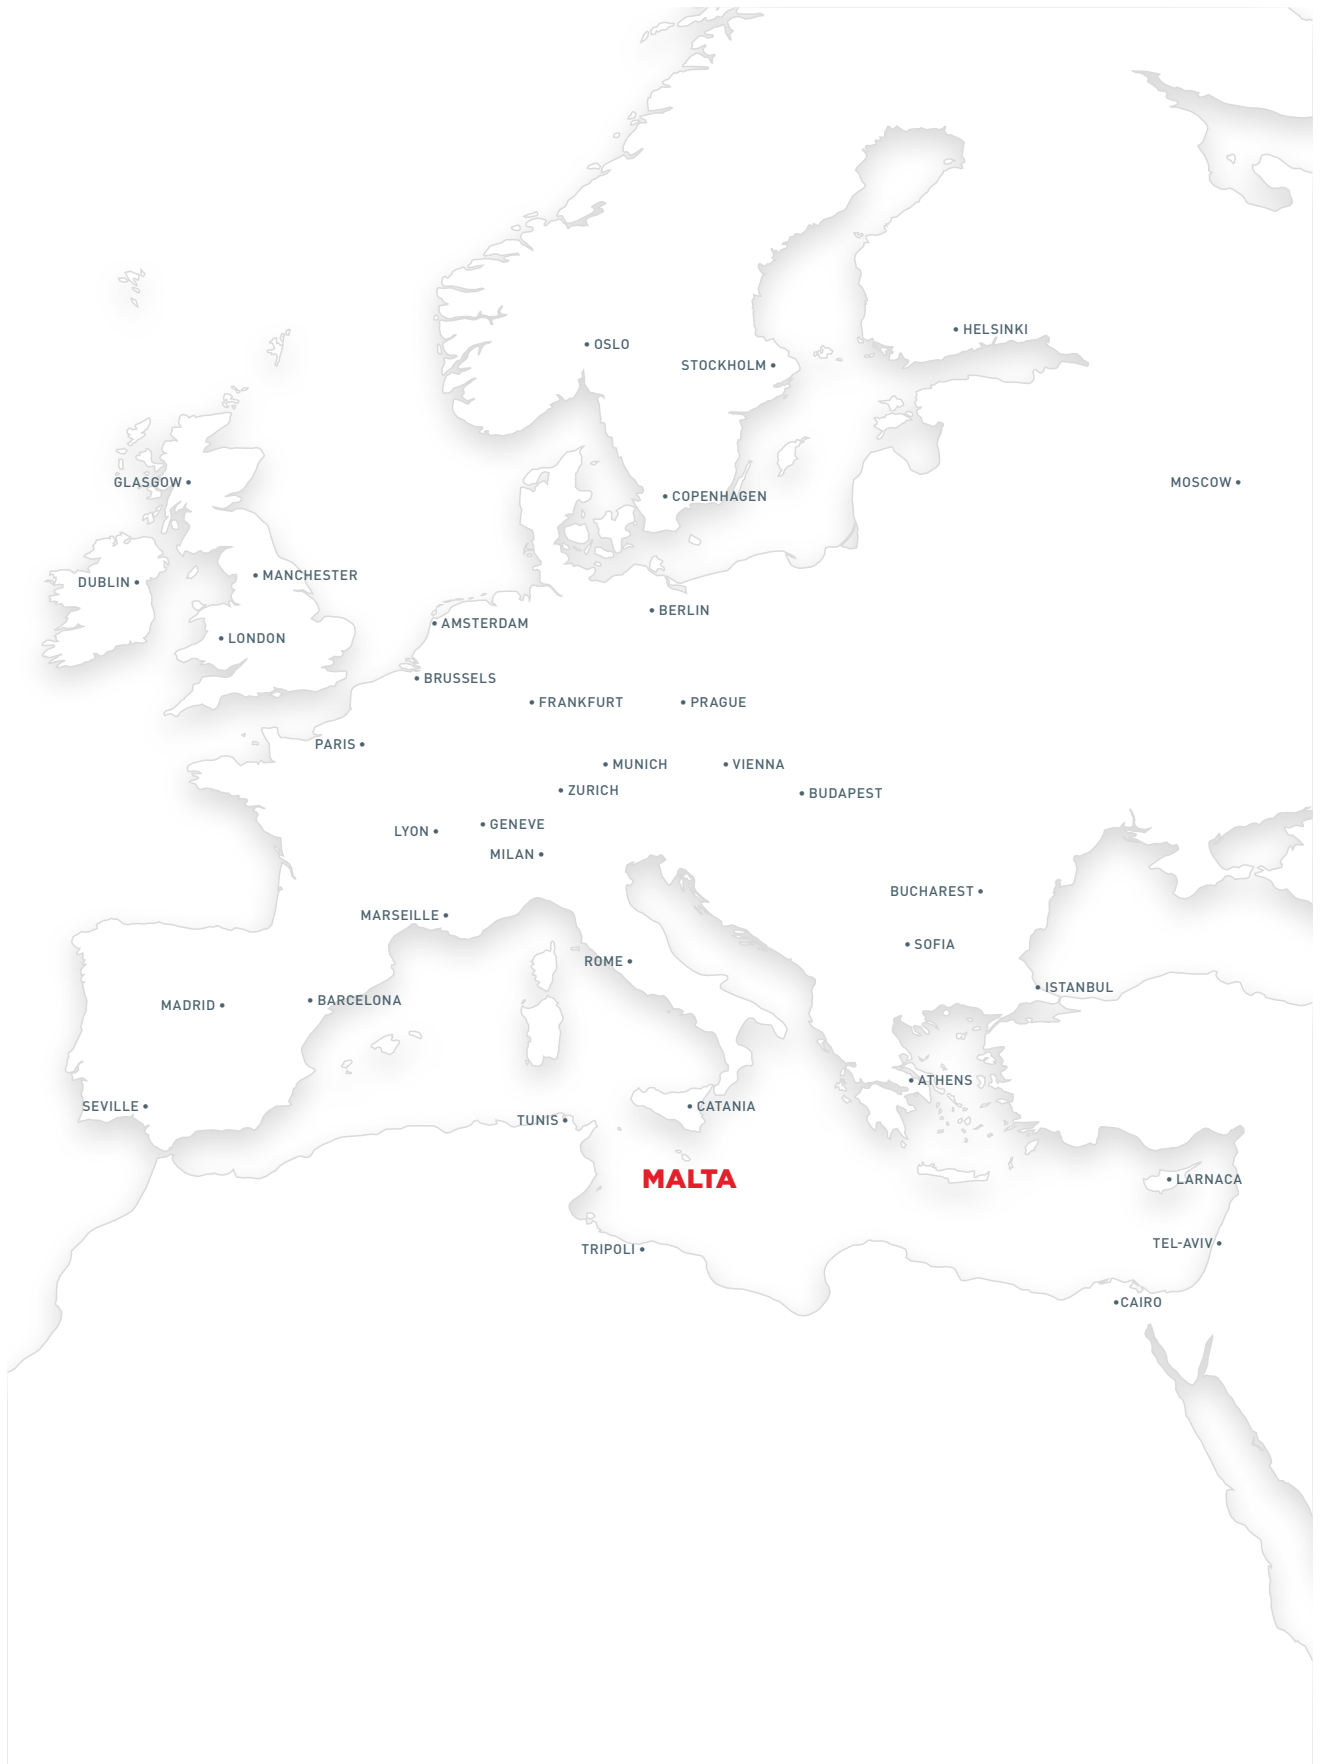 HELSINKI
OSLO
STOCKHOLM
GLASGOW
MOSCOW
COPENHAGEN
MANCHESTER
DUBLIN
BERLIN
AMSTERDAM
LONDON
BRUSSELS
FRANKFURT
PRAGUE
PARIS
MUNICH
VIENNA
ZURICH
BUDAPEST
GENEVE
LYON
MILAN
BUCHAREST
MARSEILLE
SOFIA
ROME
ISTANBUL
BARCELONA
MADRID
ATHENS
SEVILLE
CATANIA
TUNIS
MALTA
LARNACA
TEL-AVIV
TRIPOLI
CAIRO